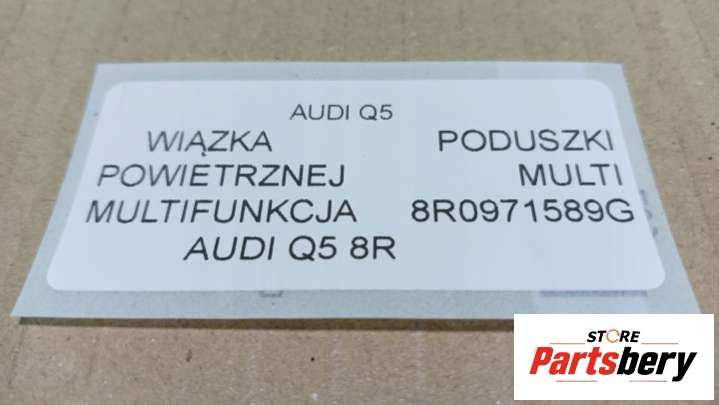 AUDI Q5
WIĄZKA PODUSZKI
POWIETRZNEJ MULTI
MULTIFUNKCJA 8R0971589G
AUDI Q5 8R
STORE
Partsbery